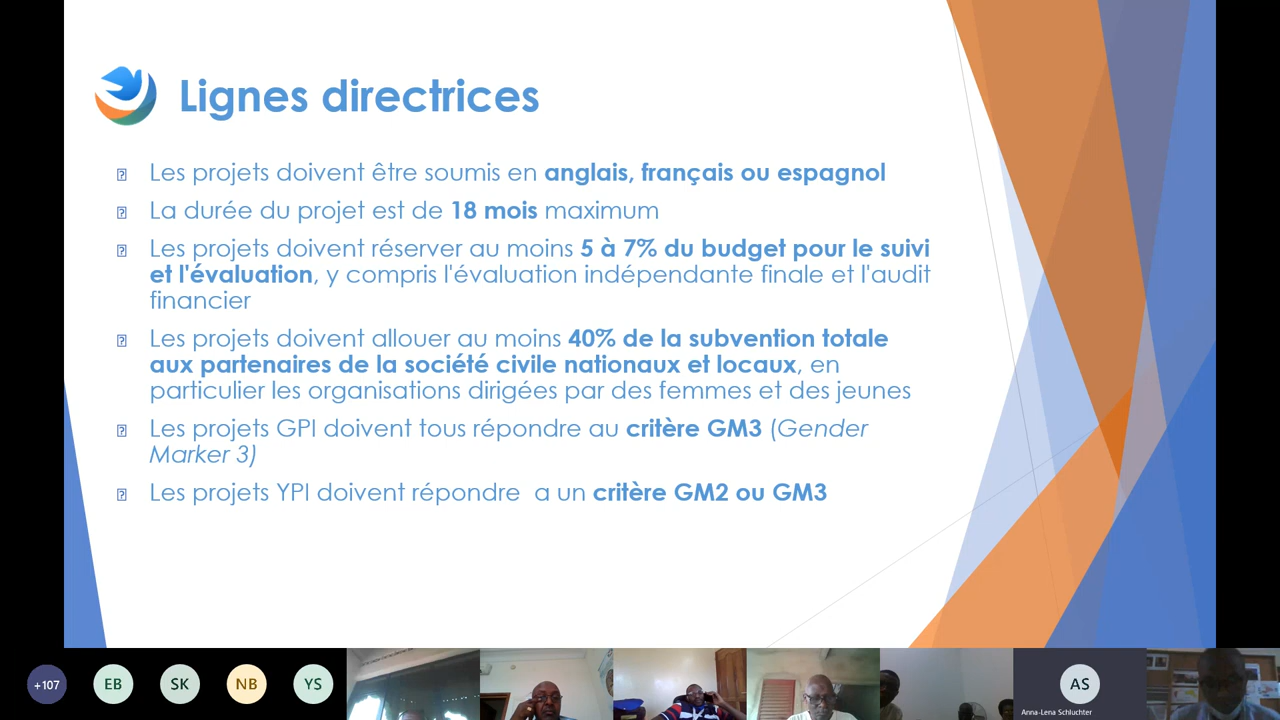 Lignes directrices
Les projets doivent être soumis en anglais, français ou espagnol
La durée du projet est de 18 mois maximum
Les projets doivent réserver au moins 5 à 7% du budget pour le suivi
et l'évaluation, y compris l'évaluation indépendante finale et l'audit
financier
Les projets doivent allouer au moins 40% de la subvention totale
aux partenaires de la société civile nationaux et locaux, en
particulier les organisations dirigées par des femmes et des jeunes
Les projets GPI doivent tous répondre au critère GM3 (Gender
Marker 3)
Les projets YPI doivent répondre  a un critère GM2 ou GM3
+107 EB SK NB YS AS
Anna-Lena Schluchter